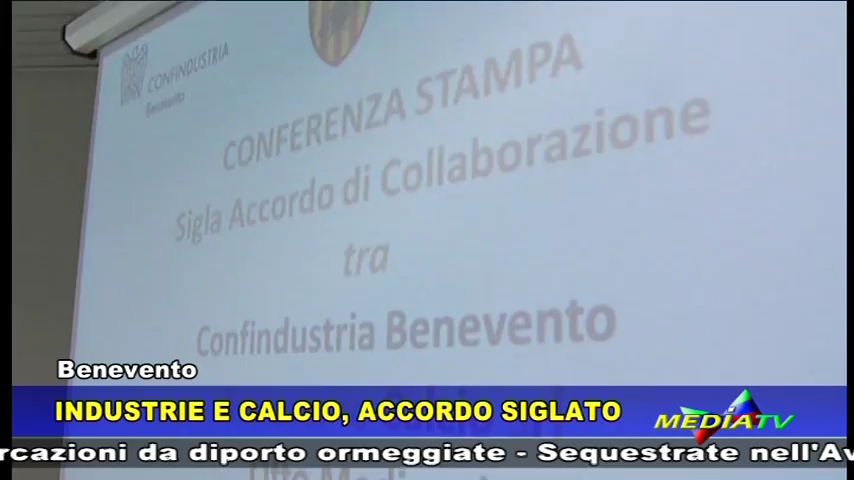 CONFINDUSTRIA
Benevento
CONFERENZA STAMPA
Sigla Accordo di Collaborazione
tra
Confindustria Benevento
Benevento
INDUSTRIE E CALCIO, ACCORDO SIGLATO
MEDIATV
rcazioni da diporto ormeggiate - Sequestrate nell'Av